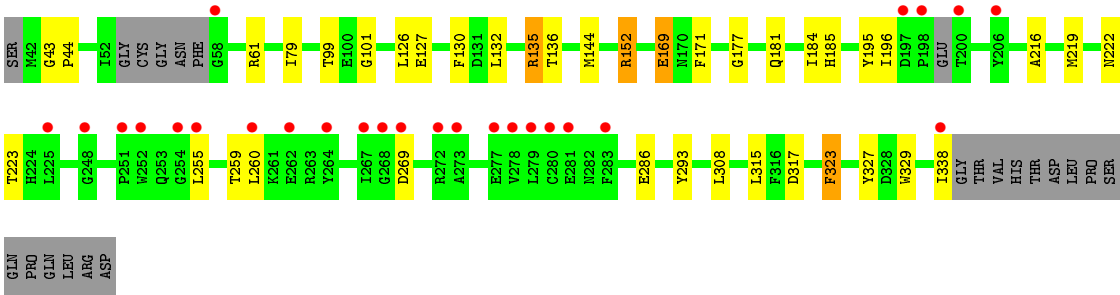 SER M42 G43 P44 I52 GLY CYS GLY ASN PHE G58 R61 I79 T99 E100 G101 L126 E127 F130 D131 L132 R135 T136 M144 R152 E169 N170 F171 G177 Q181 I184 H185 Y195 I196 D197 P198 GLU T200 Y206 A216 M219 N222
T223 H224 L225 G248 P251 W252 Q253 G254 L255 T259 L260 K261 E262 R263 Y264 I267 G268 D269 R272 A273 E277 V278 L279 C280 E281 N282 F283 E286 Y293 L308 L315 F316 D317 F323 Y327 D328 W329 I338 GLY THR VAL HIS THR ASP LEU PRO SER
GLN PRO GLN LEU ARG ASP